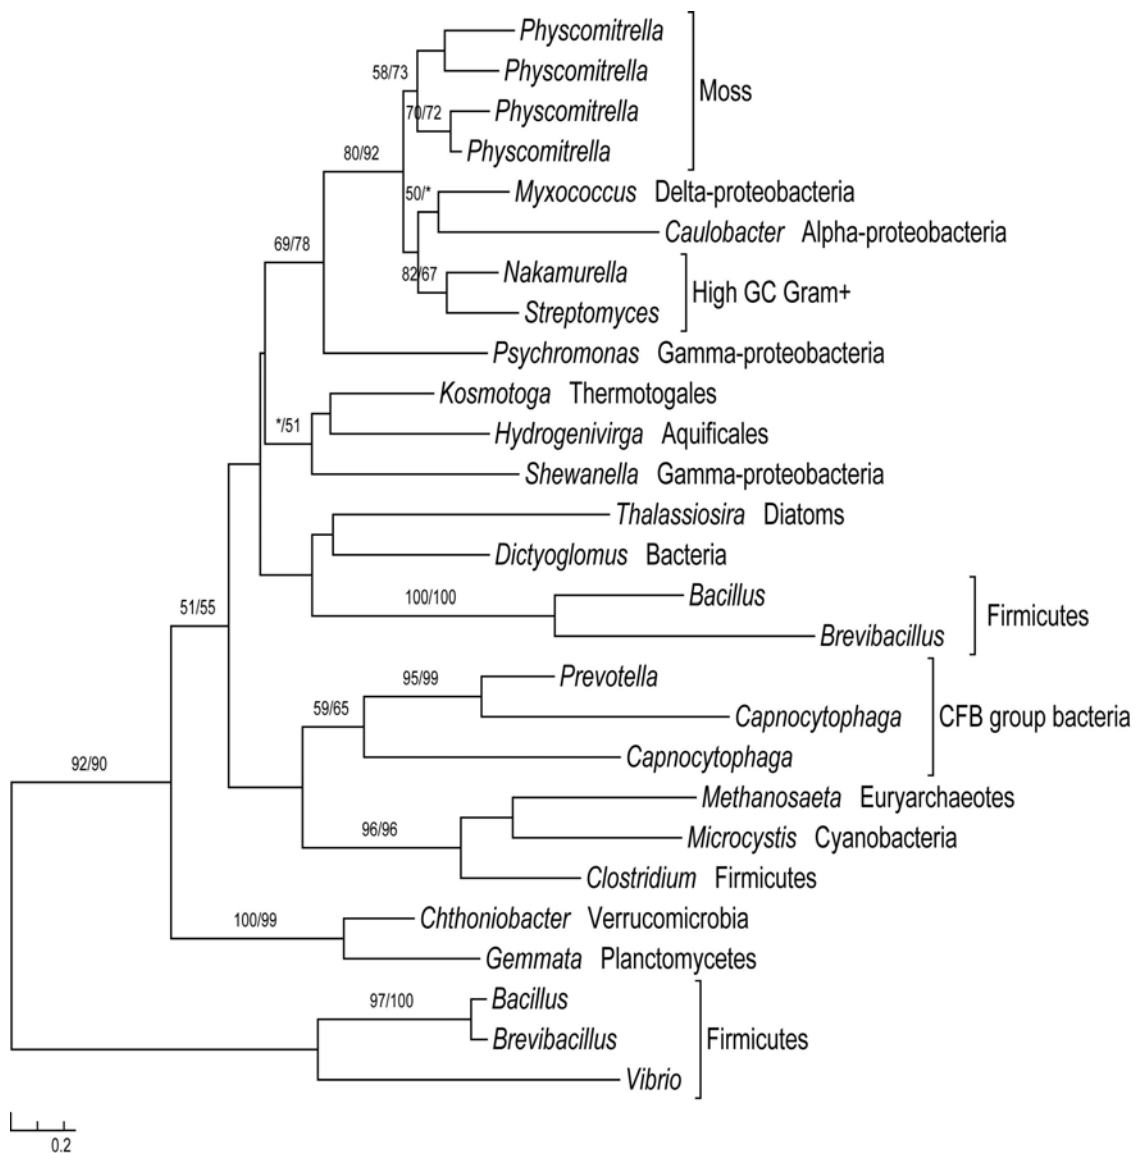 Physcomitrella
Physcomitrella
58/73
Moss
Physcomitrella
70/72
Physcomitrella
80/92
Myxococcus Delta-proteobacteria
50/*
Caulobacter Alpha-proteobacteria
69/78
Nakamurella
82/67
High GC Gram+
Streptomyces
Psychromonas Gamma-proteobacteria
Kosmotoga Thermotogales
*/51
Hydrogenivirga Aquificales
Shewanella Gamma-proteobacteria
Thalassiosira Diatoms
Dictyoglomus Bacteria
100/100
Bacillus
51/55
Firmicutes
Brevibacillus
95/99
Prevotella
59/65
Capnocytophaga
CFB group bacteria
Capnocytophaga
92/90
Methanosaeta Euryarchaeotes
96/96
Microcystis Cyanobacteria
Clostridium Firmicutes
100/99
Chthoniobacter Verrucomicrobia
Gemmata Planctomycetes
97/100
Bacillus
Brevibacillus
Firmicutes
Vibrio
0.2